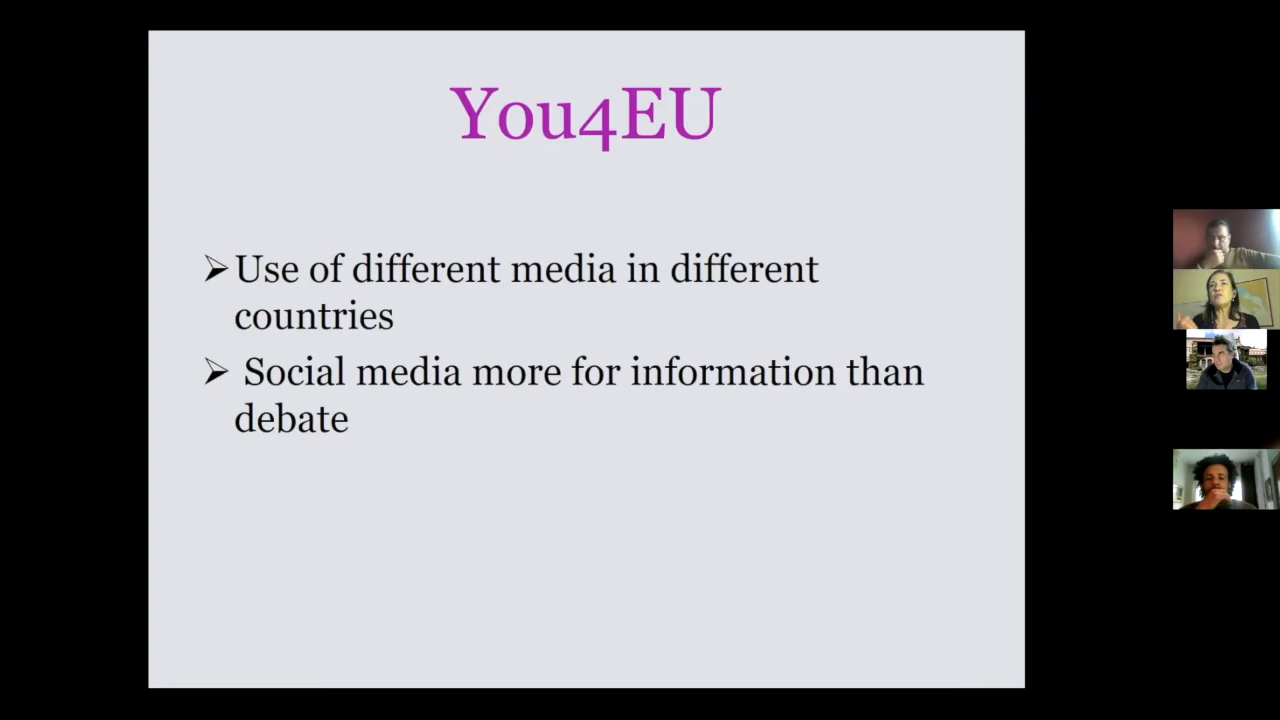 You4EU
➢Use of different media in different
countries
➢ Social media more for information than
debate